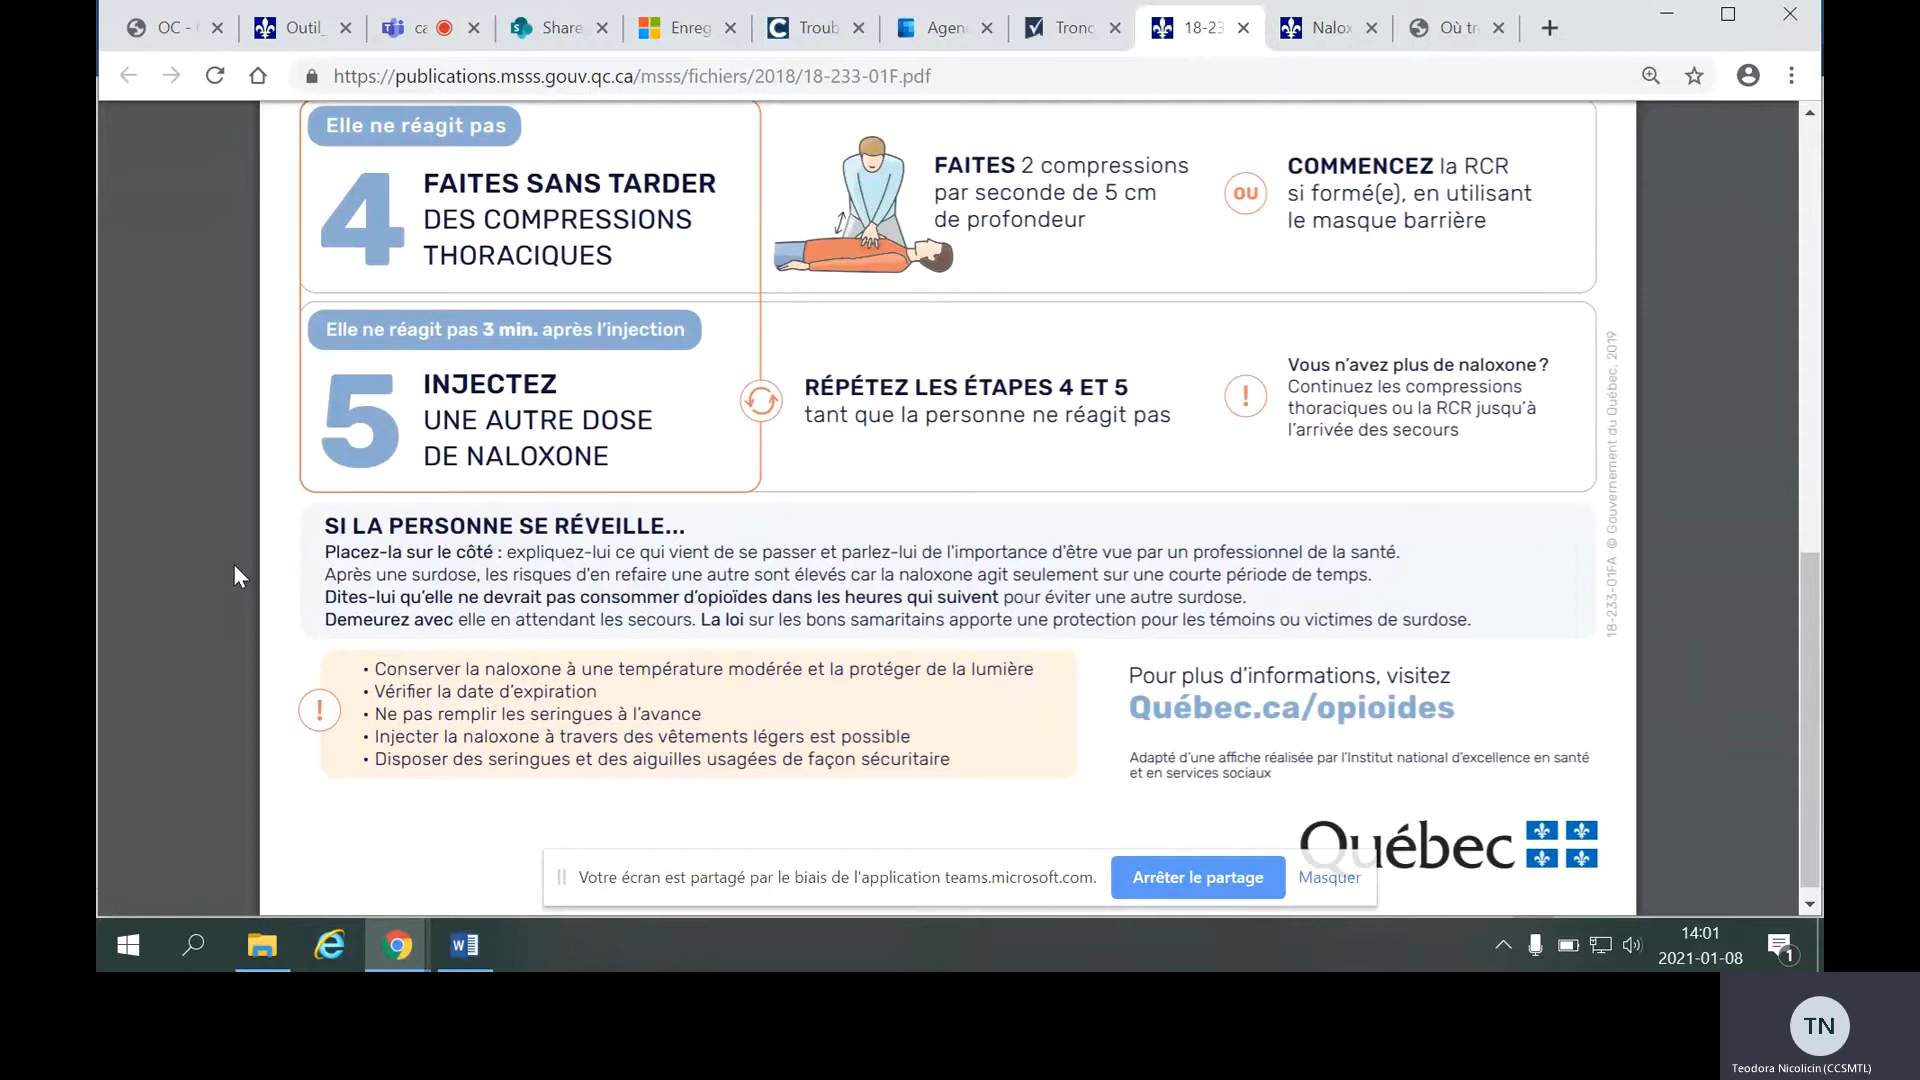 OC -
Outil_
ca
Share
Enreg
Troub
Agen
Tronc
18-23
Nalox
Où tr
https://publications.msss.gouv.qc.ca/msss/fichiers/2018/18-233-01F.pdf
Elle ne réagit pas
4
FAITES SANS TARDER
DES COMPRESSIONS
THORACIQUES
FAITES 2 compressions
par seconde de 5 cm
de profondeur
OU
COMMENCEZ la RCR
si formé(e), en utilisant
le masque barrière
Elle ne réagit pas 3 min. après l'injection
5
INJECTEZ
UNE AUTRE DOSE
DE NALOXONE
RÉPÉTEZ LES ÉTAPES 4 ET 5
tant que la personne ne réagit pas
!
Vous n'avez plus de naloxone ?
Continuez les compressions
thoraciques ou la RCR jusqu'à
l'arrivée des secours
18-233-01FA © Gouvernement du Québec, 2019
SI LA PERSONNE SE RÉVEILLE...
Placez-la sur le côté : expliquez-lui ce qui vient de se passer et parlez-lui de l'importance d'être vue par un professionnel de la santé.
Après une surdose, les risques d'en refaire une autre sont élevés car la naloxone agit seulement sur une courte période de temps.
Dites-lui qu'elle ne devrait pas consommer d'opioïdes dans les heures qui suivent pour éviter une autre surdose.
Demeurez avec elle en attendant les secours. La loi sur les bons samaritains apporte une protection pour les témoins ou victimes de surdose.
!
• Conserver la naloxone à une température modérée et la protéger de la lumière
• Vérifier la date d'expiration
• Ne pas remplir les seringues à l'avance
• Injecter la naloxone à travers des vêtements légers est possible
• Disposer des seringues et des aiguilles usagées de façon sécuritaire
Pour plus d'informations, visitez
Québec.ca/opioides
Adapté d'une affiche réalisée par l'Institut national d'excellence en santé
et en services sociaux
Québec
Votre écran est partagé par le biais de l'application teams.microsoft.com.
Arrêter le partage
Masquer
14:01
2021-01-08
1
TN
Teodora Nicolicin (CCSMTL)